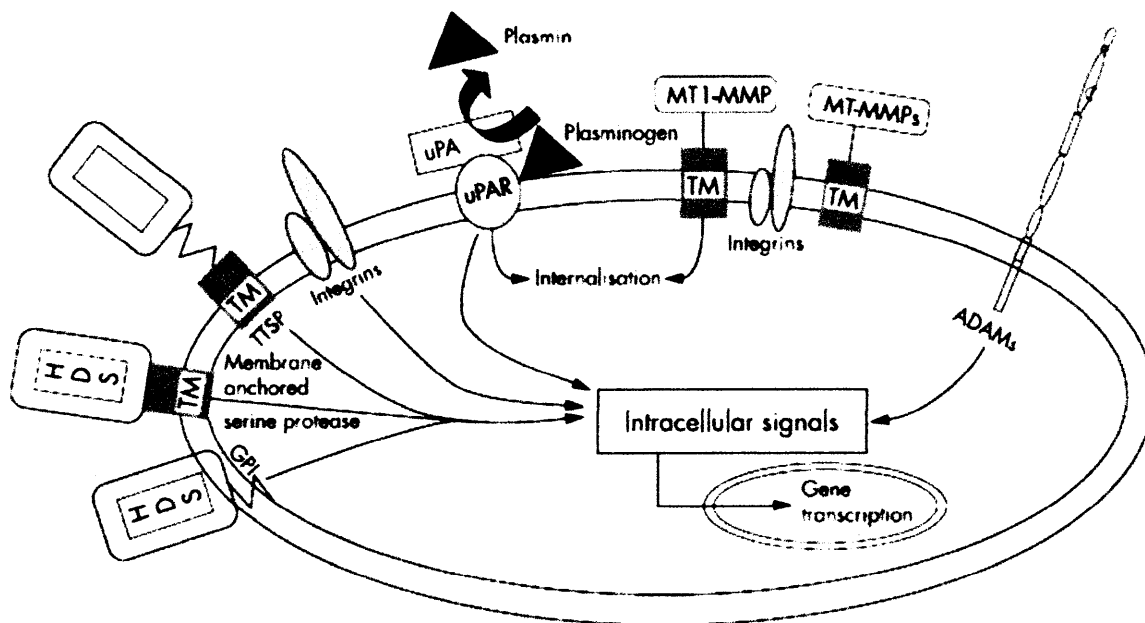 Plasmin
MT1-MMP
MT-MMPs
Plasminogen
uPA
uPAR
TM
TM
Integrins
Internalisation
Integrins
TM
TTSP
ADAMs
H D S
TM
Membrane
anchored
serine protease
Intracellular signals
GPI
H D S
Gene
transcription